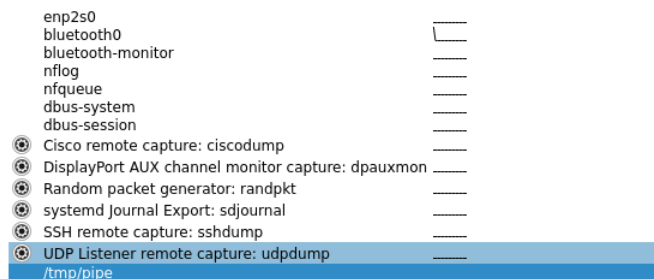 enp2s0
bluetooth0
bluetooth-monitor
nflog
nfqueue
dbus-system
dbus-session
Cisco remote capture: ciscodump
DisplayPort AUX channel monitor capture: dpauxmon
Random packet generator: randpkt
systemd Journal Export: sdjournal
SSH remote capture: sshdump
UDP Listener remote capture: udpdump
/tmp/pipe